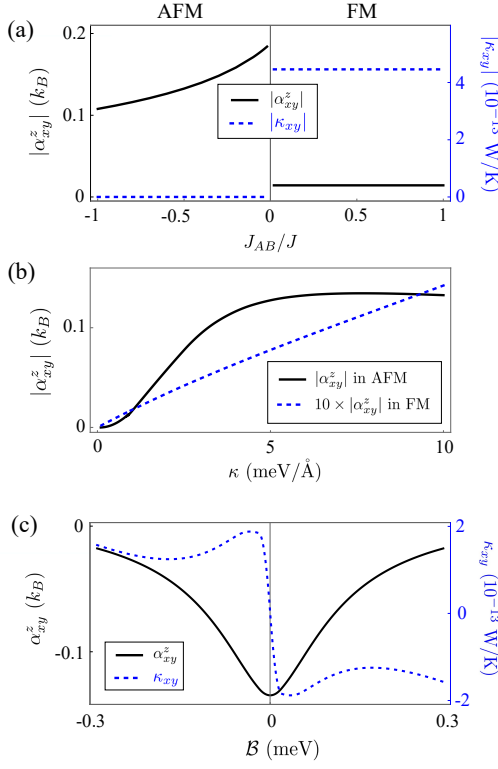 (a)
AFM
FM
0.2
0.1
0
|α^z_xy| (k_B)
|α^z_xy|
|κ_xy|
4
2
0
|κ_xy| (10^-13 W/K)
-1
-0.5
0
0.5
1
J_AB/J
(b)
0.1
0
|α^z_xy| (k_B)
|α^z_xy| in AFM
10 × |α^z_xy| in FM
0
5
10
κ (meV/Å)
(c)
0
-0.1
α^z_xy (k_B)
α^z_xy
κ_xy
2
0
-2
κ_xy (10^-13 W/K)
-0.3
0
0.3
B (meV)